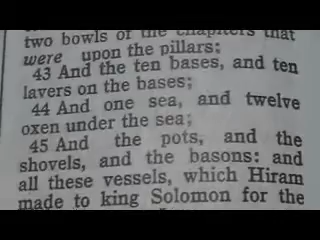 two bowls of the chapiters that
were upon the pillars;
43 And the ten bases, and ten
lavers on the bases;
44 And one sea, and twelve
oxen under the sea;
45 And the pots, and the
shovels, and the basons: and
all these vessels, which Hiram
made to king Solomon for the